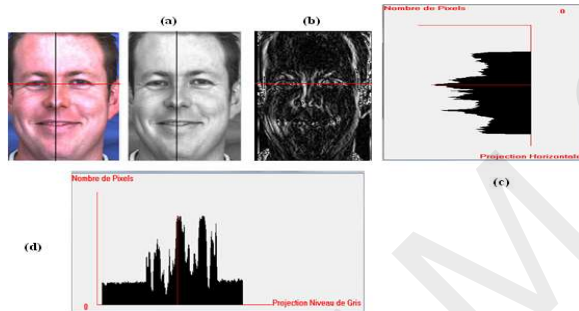 (a)
(b)
Nombre de Pixels
0
Projection Horizontale
(c)
Nombre de Pixels
(d)
0
Projection Niveau de Gris